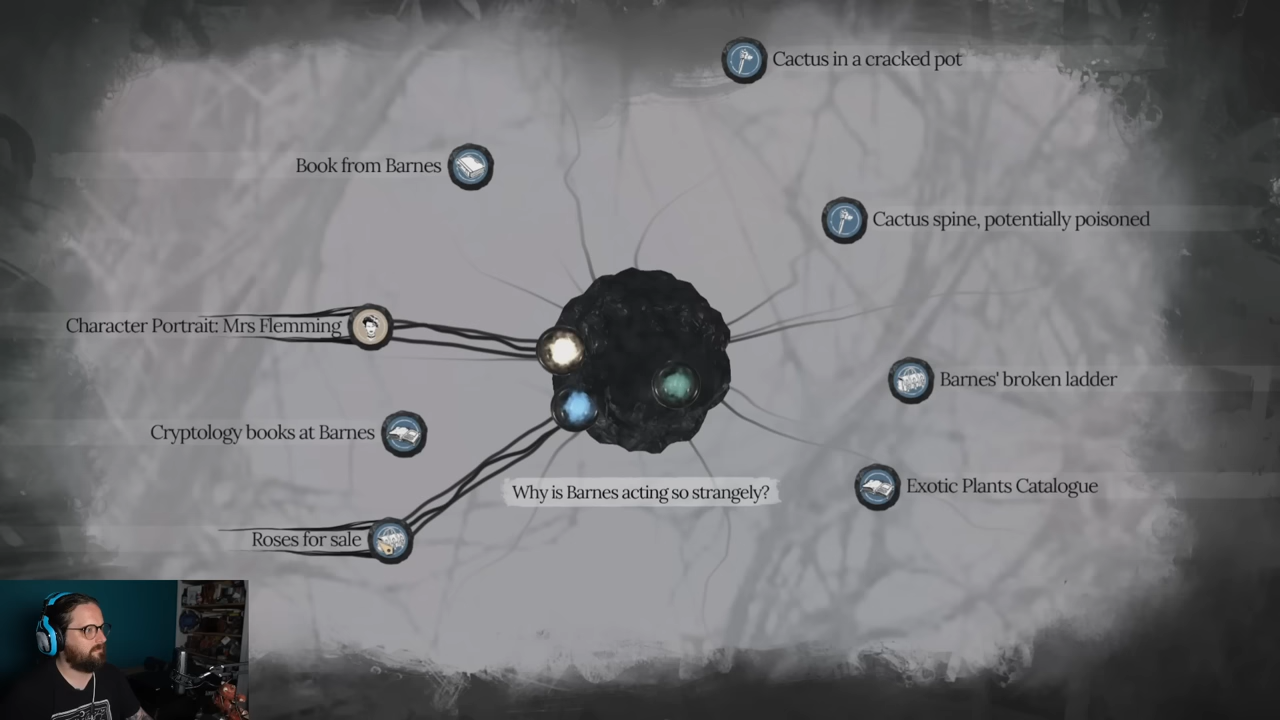 Cactus in a cracked pot
Book from Barnes
Cactus spine, potentially poisoned
Character Portrait: Mrs Flemming
Barnes' broken ladder
Cryptology books at Barnes
Exotic Plants Catalogue
Why is Barnes acting so strangely?
Roses for sale